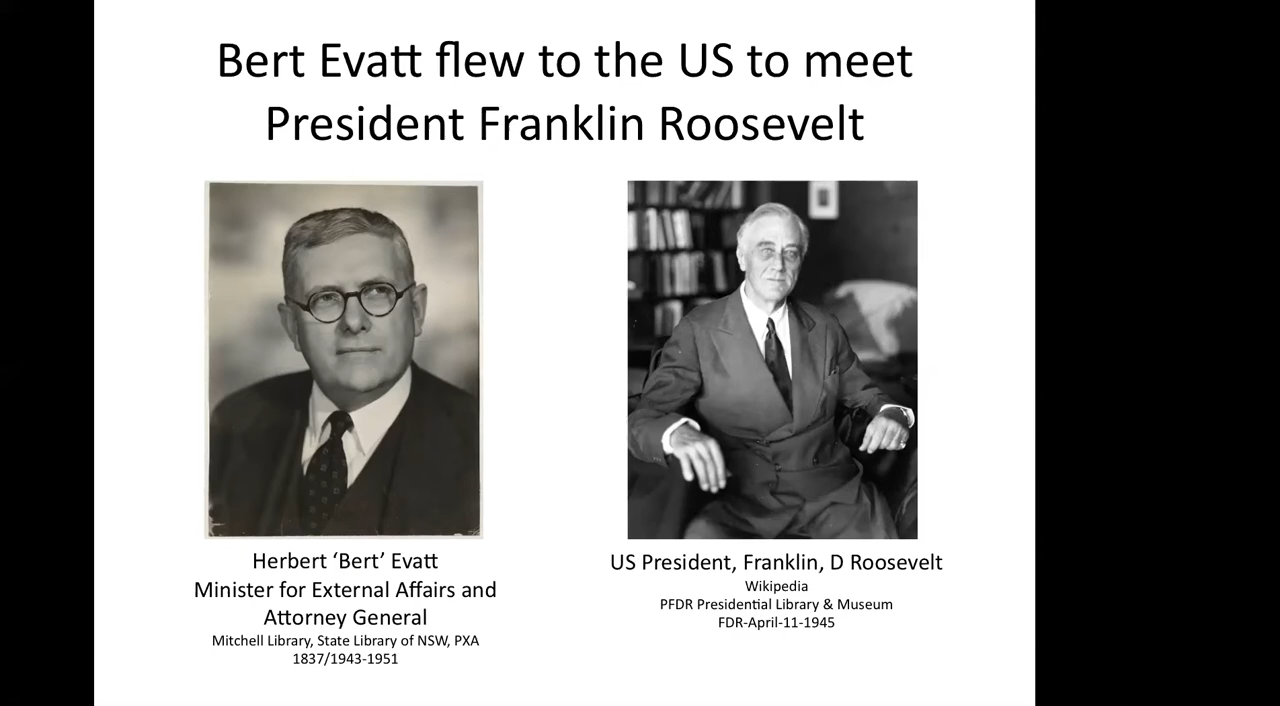 Bert Evatt flew to the US to meet
President Franklin Roosevelt
Herbert ‘Bert’ Evatt
Minister for External Affairs and
Attorney General
Mitchell Library, State Library of NSW, PXA
1837/1943-1951
US President, Franklin, D Roosevelt
Wikipedia
PFDR Presidential Library & Museum
FDR-April-11-1945